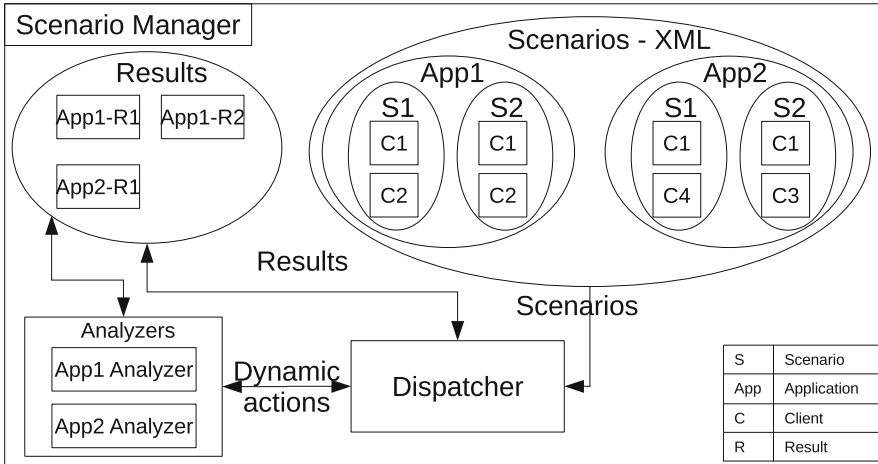 Scenario Manager
Results
App1-R1
App1-R2
App2-R1
Scenarios - XML
App1
S1
C1
C2
S2
C1
C2
App2
S1
C1
C4
S2
C1
C3
Results
Scenarios
Analyzers
App1 Analyzer
App2 Analyzer
Dynamic
actions
Dispatcher
S Scenario
App Application
C Client
R Result